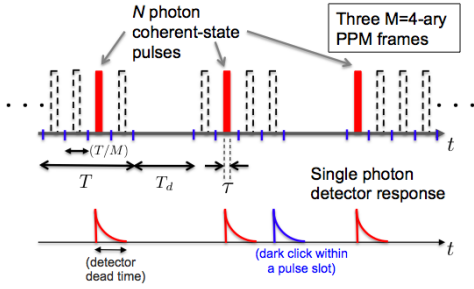 N photon
coherent-state
pulses
Three M=4-ary
PPM frames
. . .
. . .
t
(T/M)
T
T_d
τ
Single photon
detector response
t
(detector
dead time)
(dark click within
a pulse slot)